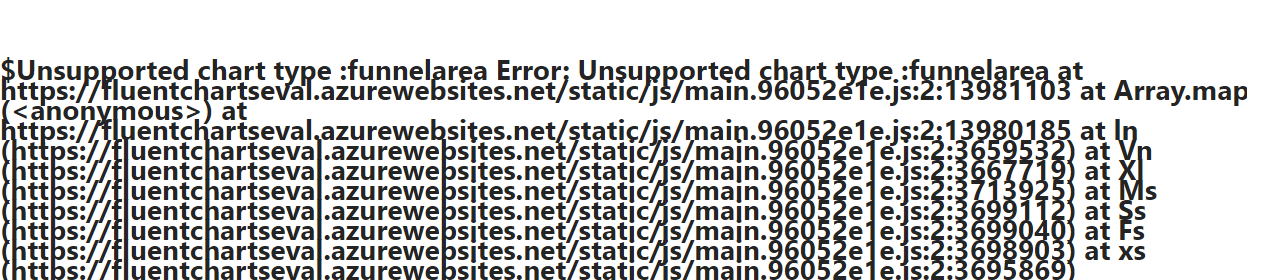 $Unsupported chart type :funnelarea Error: Unsupported chart type :funnelarea at
https://fluentchartseval.azurewebsites.net/static/js/main.96052e1e.js:2:13981103 at Array.map
(<anonymous>) at
https://fluentchartseval.azurewebsites.net/static/js/main.96052e1e.js:2:13980185 at ln
(https://fluentchartseval.azurewebsites.net/static/js/main.96052e1e.js:2:3659532) at Vn
(https://fluentchartseval.azurewebsites.net/static/js/main.96052e1e.js:2:3667719) at Xl
(https://fluentchartseval.azurewebsites.net/static/js/main.96052e1e.js:2:3713925) at Ms
(https://fluentchartseval.azurewebsites.net/static/js/main.96052e1e.js:2:3699112) at Ss
(https://fluentchartseval.azurewebsites.net/static/js/main.96052e1e.js:2:3699040) at Fs
(https://fluentchartseval.azurewebsites.net/static/js/main.96052e1e.js:2:3698903) at xs
(https://fluentchartseval.azurewebsites.net/static/js/main.96052e1e.js:2:3695869)